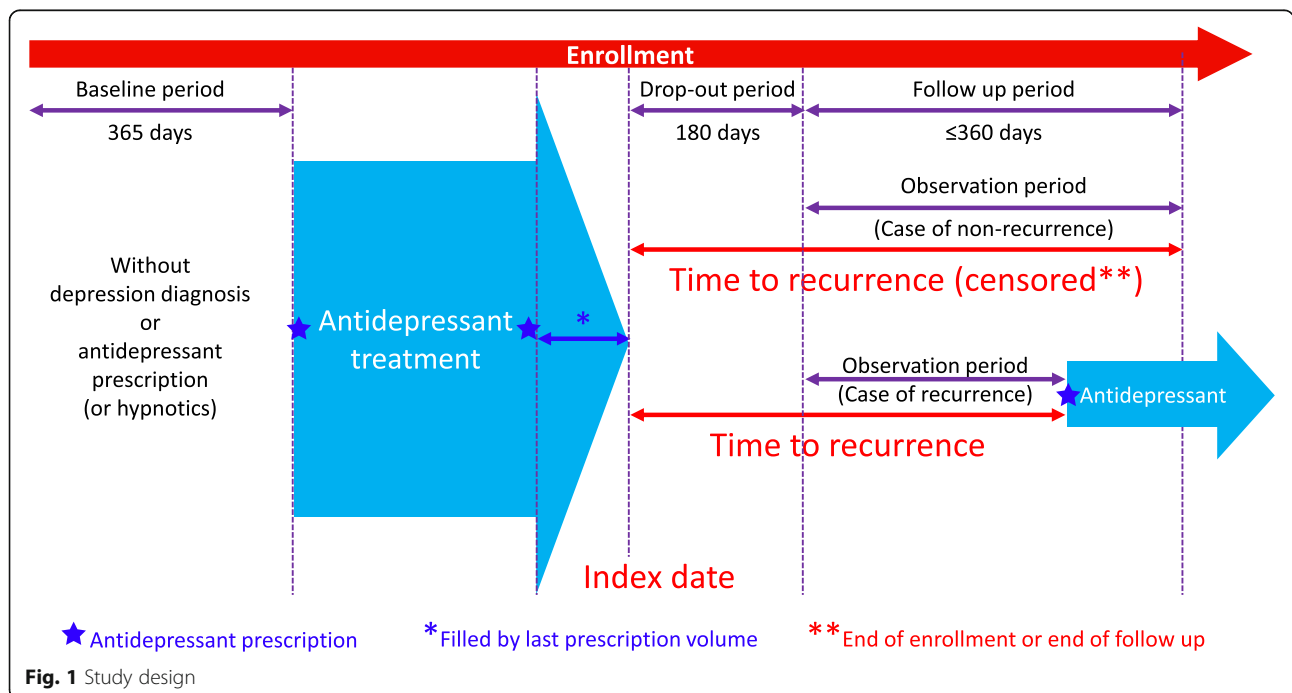 Enrollment
Baseline period
365 days
Drop-out period
180 days
Follow up period
≤360 days
Observation period
(Case of non-recurrence)
Time to recurrence (censored**)
Without
depression diagnosis
or
antidepressant
prescription
(or hypnotics)
Antidepressant
treatment
*
Observation period
(Case of recurrence)
Antidepressant
Time to recurrence
Index date
Antidepressant prescription
*Filled by last prescription volume
**End of enrollment or end of follow up
Fig. 1 Study design